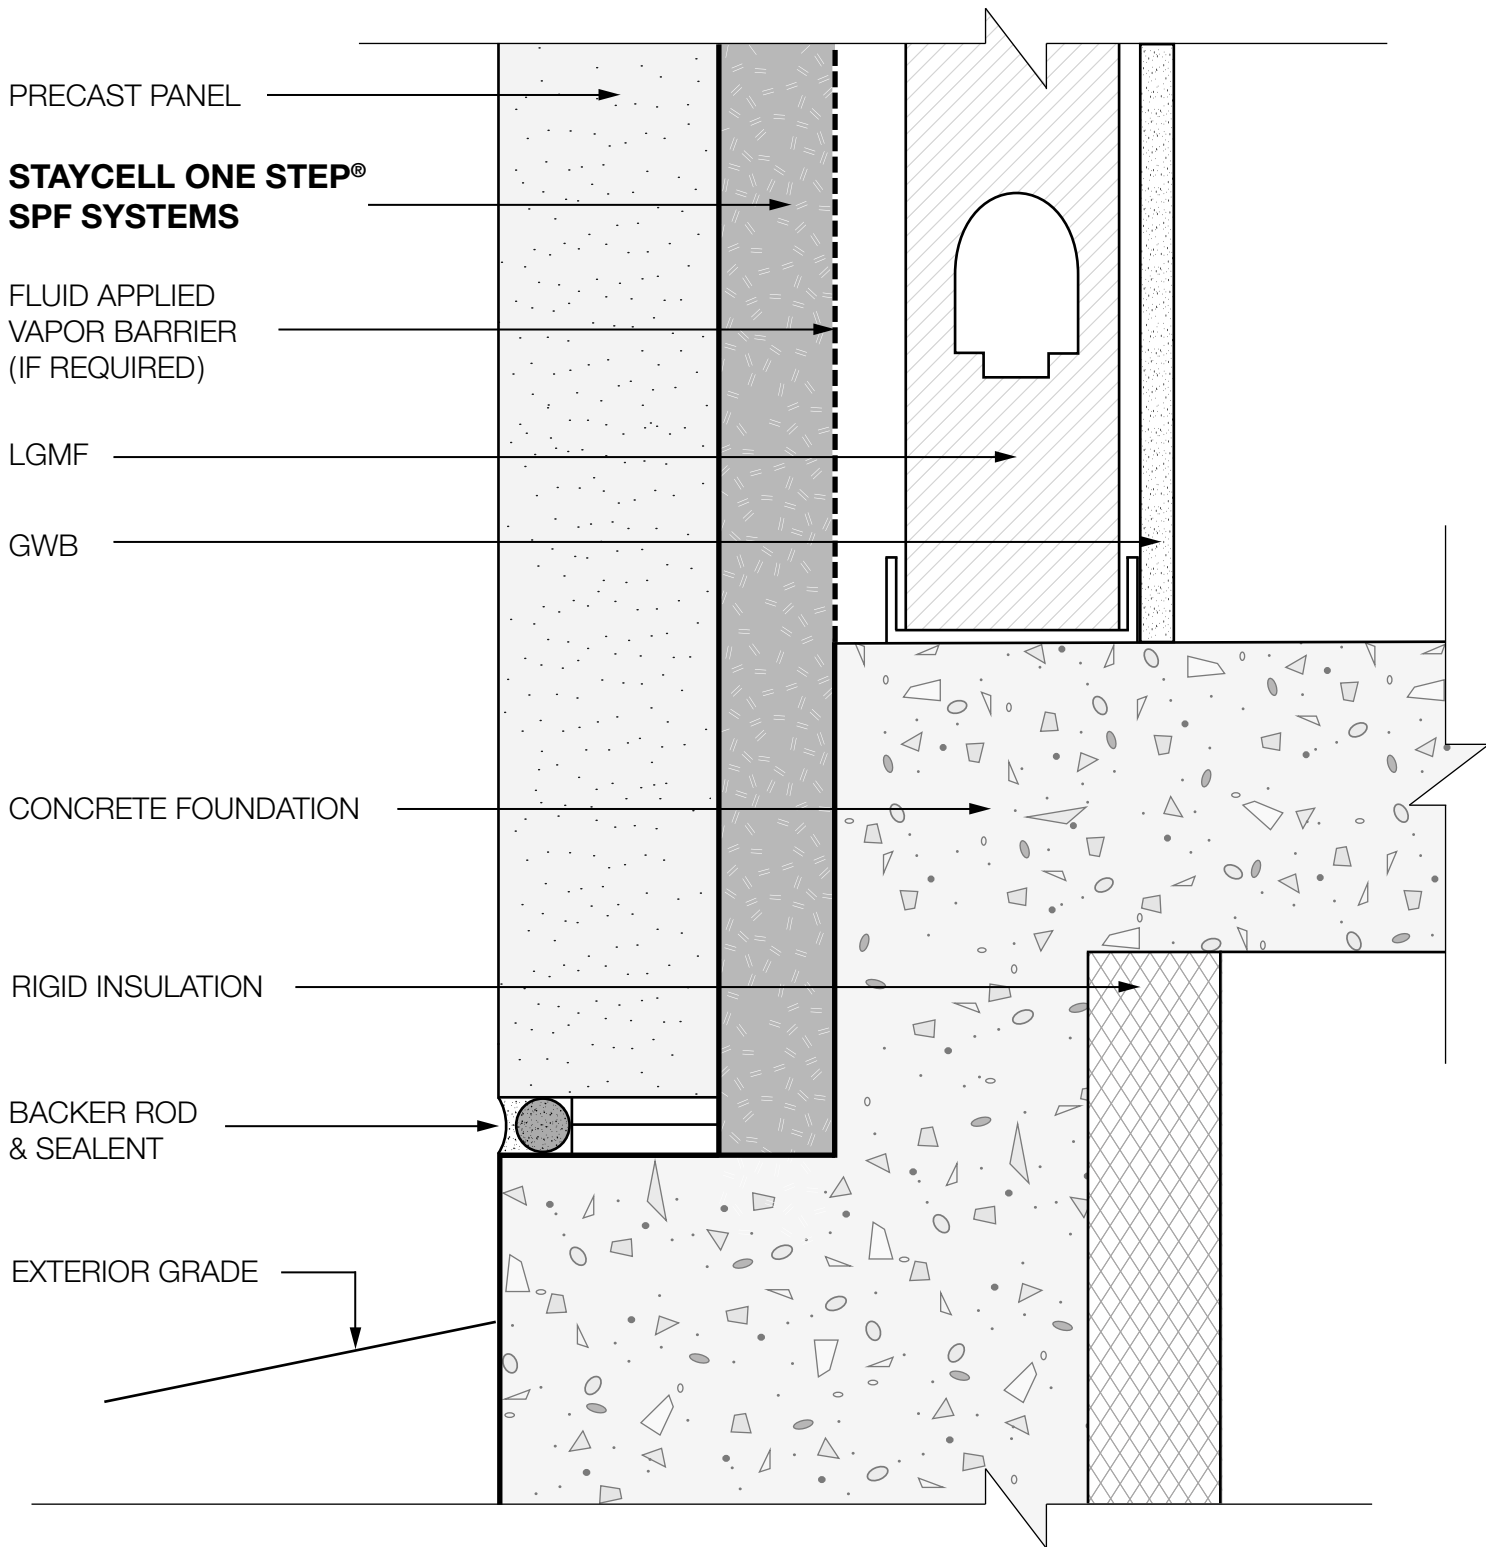 PRECAST PANEL
STAYCELL ONE STEP®
SPF SYSTEMS
FLUID APPLIED
VAPOR BARRIER
(IF REQUIRED)
LGMF
GWB
CONCRETE FOUNDATION
RIGID INSULATION
BACKER ROD
& SEALENT
EXTERIOR GRADE